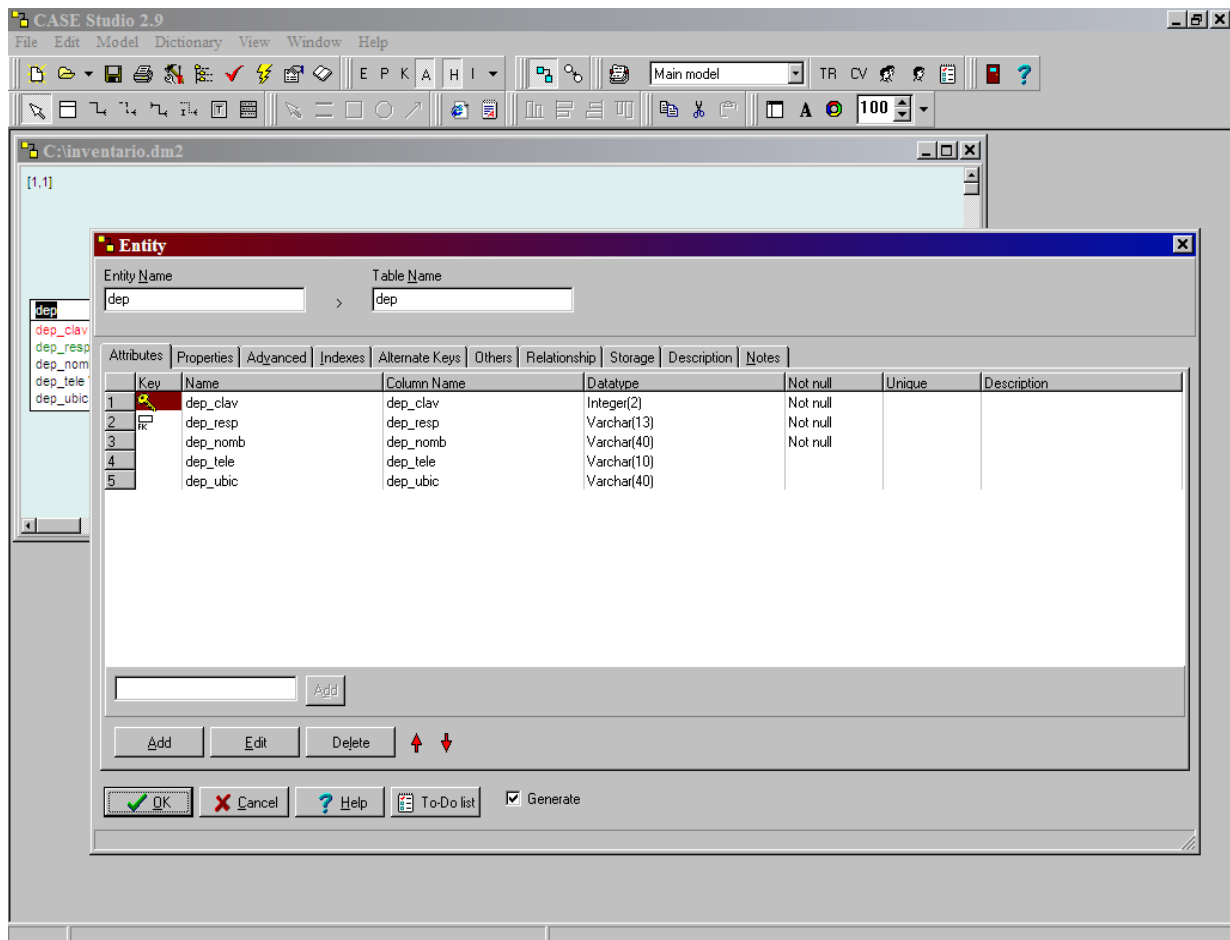 CASE Studio 2.9
File Edit Model Dictionary View Window Help
E P K A H I Main model TR CV
T A 100
C:\inventario.dm2
[1,1]
dep
dep_clav
dep_resp
dep_nom
dep_tele
dep_ubic
Entity
Entity Name Table Name
dep > dep
Attributes Properties Advanced Indexes Alternate Keys Others Relationship Storage Description Notes
Key Name Column Name Datatype Not null Unique Description
1 dep_clav dep_clav Integer(2) Not null
2 FK dep_resp dep_resp Varchar(13) Not null
3 dep_nomb dep_nomb Varchar(40) Not null
4 dep_tele dep_tele Varchar(10)
5 dep_ubic dep_ubic Varchar(40)
Add
Add Edit Delete
OK Cancel ? Help To-Do list Generate